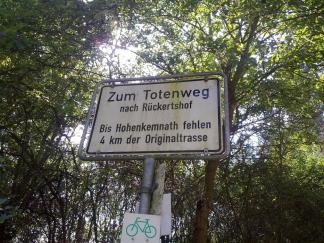 Zum Totenweg
nach Rückertshof
Bis Hohenkemnath fehlen
4 km der Originaltrasse